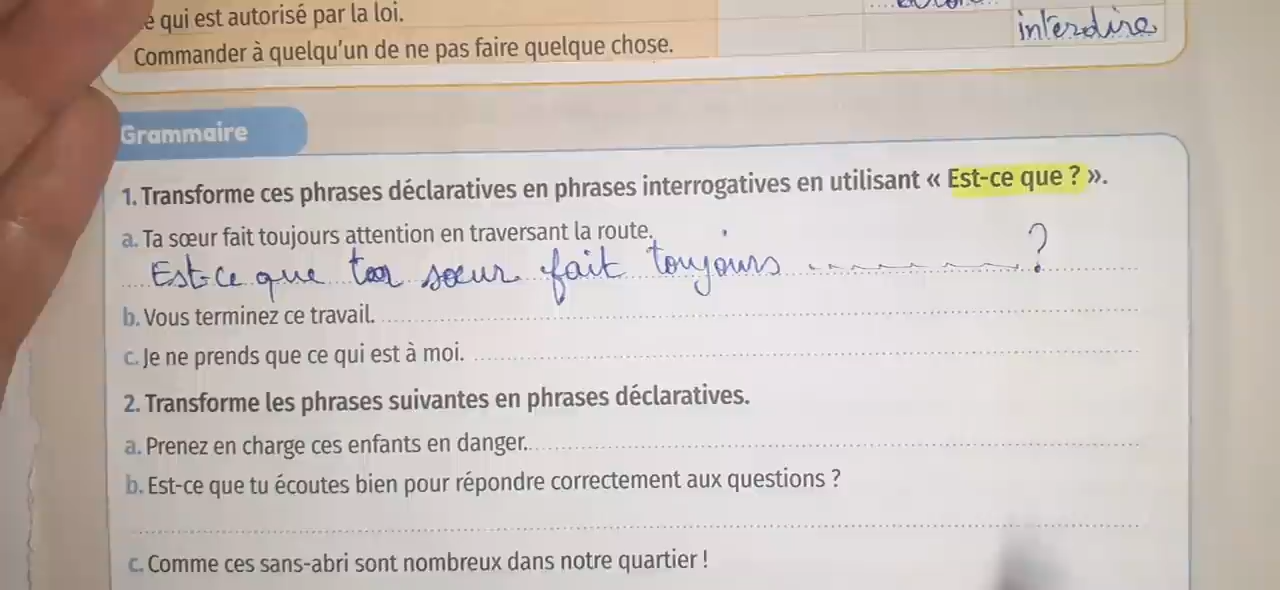 qui est autorisé par la loi.
Commander à quelqu'un de ne pas faire quelque chose.
interdire
Grammaire
1. Transforme ces phrases déclaratives en phrases interrogatives en utilisant « Est-ce que ? ».
a. Ta sœur fait toujours attention en traversant la route.
Est-ce que ta sœur fait toujours ........ ?
b. Vous terminez ce travail.
c. Je ne prends que ce qui est à moi.
2. Transforme les phrases suivantes en phrases déclaratives.
a. Prenez en charge ces enfants en danger.
b. Est-ce que tu écoutes bien pour répondre correctement aux questions ?
c. Comme ces sans-abri sont nombreux dans notre quartier !